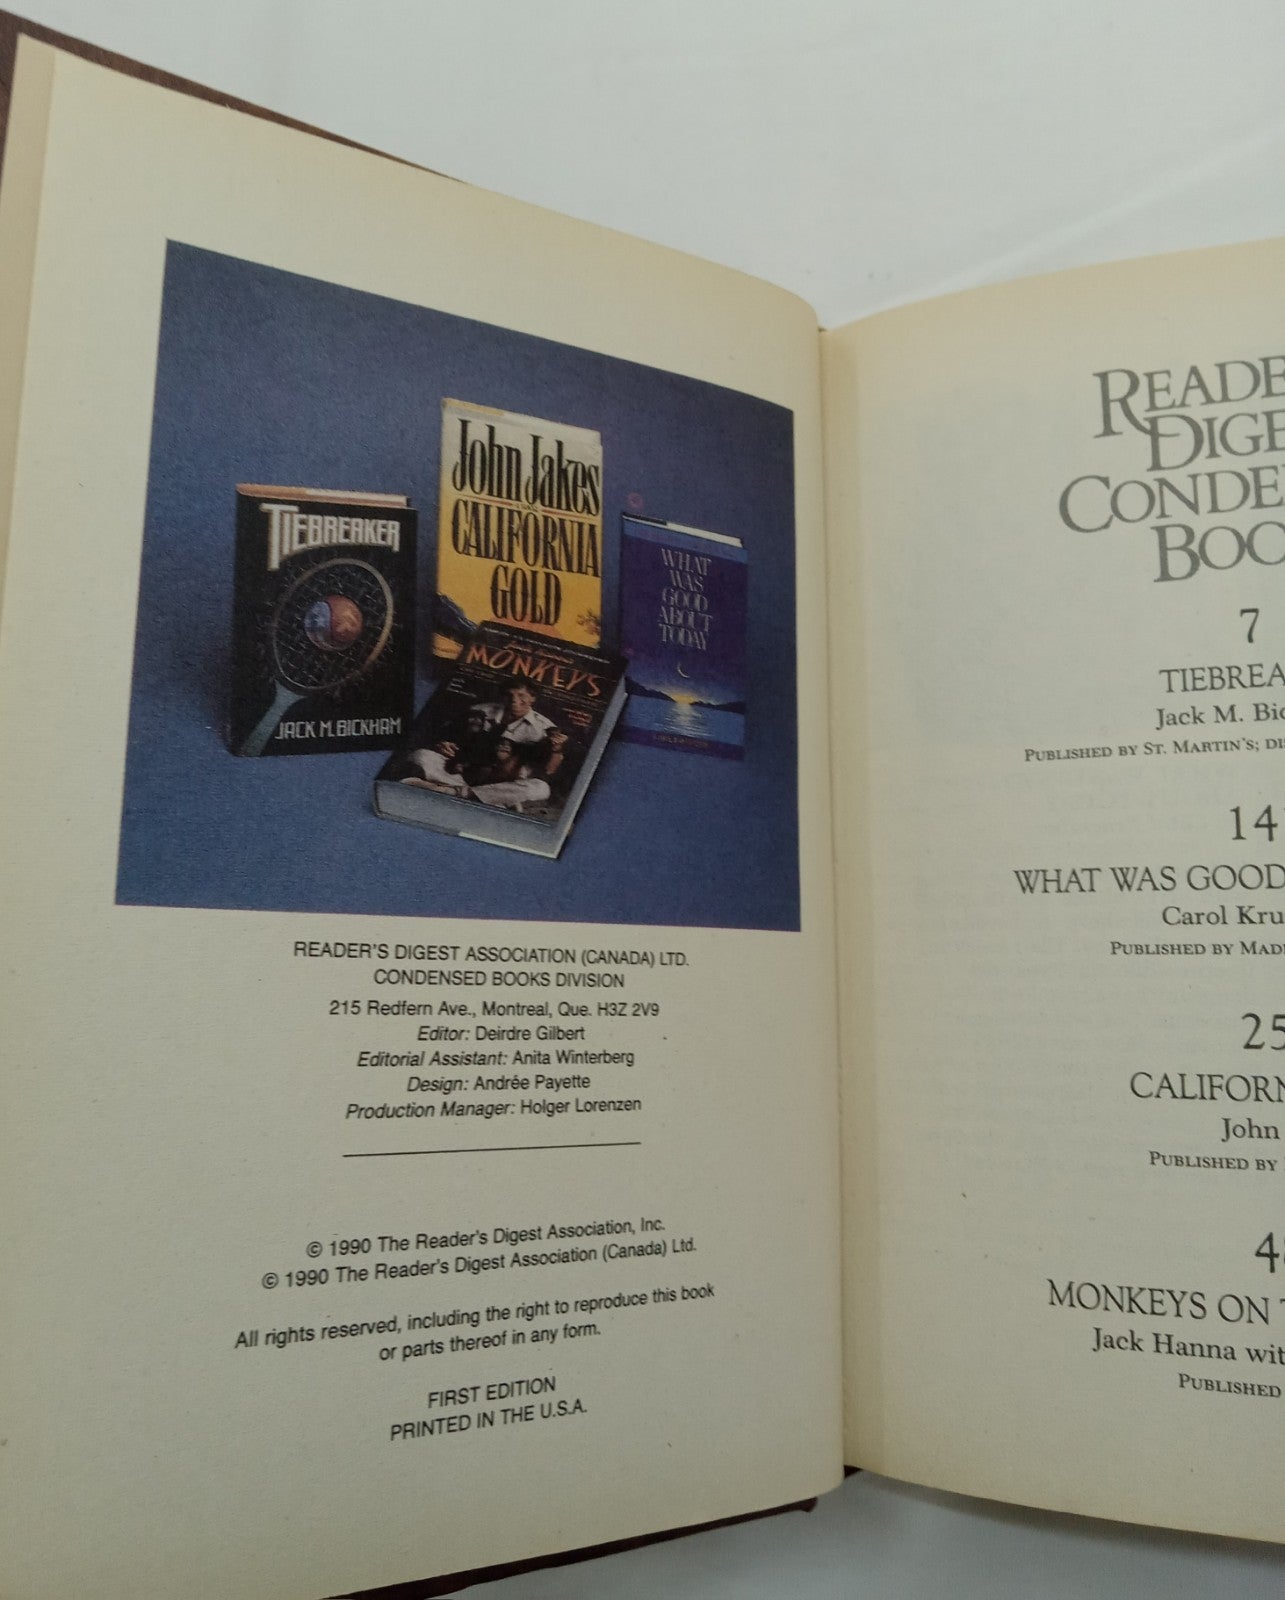 TIEBREAKER
JACK M. BICKHAM
John Jakes
CALIFORNIA
GOLD
MONKEYS
WHAT
WAS
GOOD
ABOUT
TODAY
READER'S DIGEST ASSOCIATION (CANADA) LTD.
CONDENSED BOOKS DIVISION
215 Redfern Ave., Montreal, Que. H3Z 2V9
Editor: Deirdre Gilbert
Editorial Assistant: Anita Winterberg
Design: Andrée Payette
Production Manager: Holger Lorenzen
© 1990 The Reader's Digest Association, Inc.
© 1990 The Reader's Digest Association (Canada) Ltd.
All rights reserved, including the right to reproduce this book
or parts thereof in any form.
FIRST EDITION
PRINTED IN THE U.S.A.
READE
DIGE
CONDE
BOO
7
TIEBREA
Jack M. Bic
PUBLISHED BY ST. MARTIN'S; DI
14
WHAT WAS GOOD
Carol Kru
PUBLISHED BY MAD
25
CALIFORN
John
PUBLISHED BY
4
MONKEYS ON
Jack Hanna wit
PUBLISHED